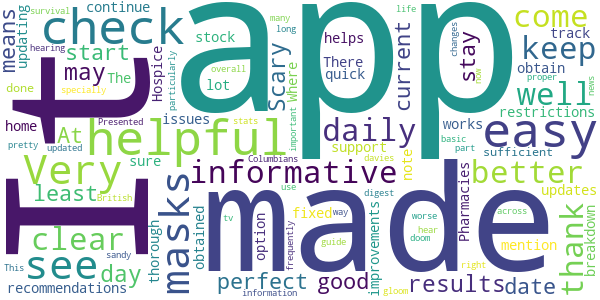 means
updating
survival
hearing
continue
many
long
stock
helps
life
changes
track
come
check
app
The
There
quick
keep
obtain
start
Scary
Where
current
stay
well
done
may
Hospice
particularly
overall
lot
important
now
proper
news
restrictions
home
Presented
issues
It
pretty
updated
At
sure
specially
helpful
stats
daily
support
note
works
basic
part
easy
sufficient
Very
Columbians
informative
davies
better
updates
least
British
masks
made
use
digest
across
Pharmacies
thank
breakdown
clear
thorough
obtained
tv
option
fixed
way
improvements
worse
hear
doom
mention
see
day
guide
This
sandy
recommendations
perfect
frequently
information
good
gloom
results
right
date